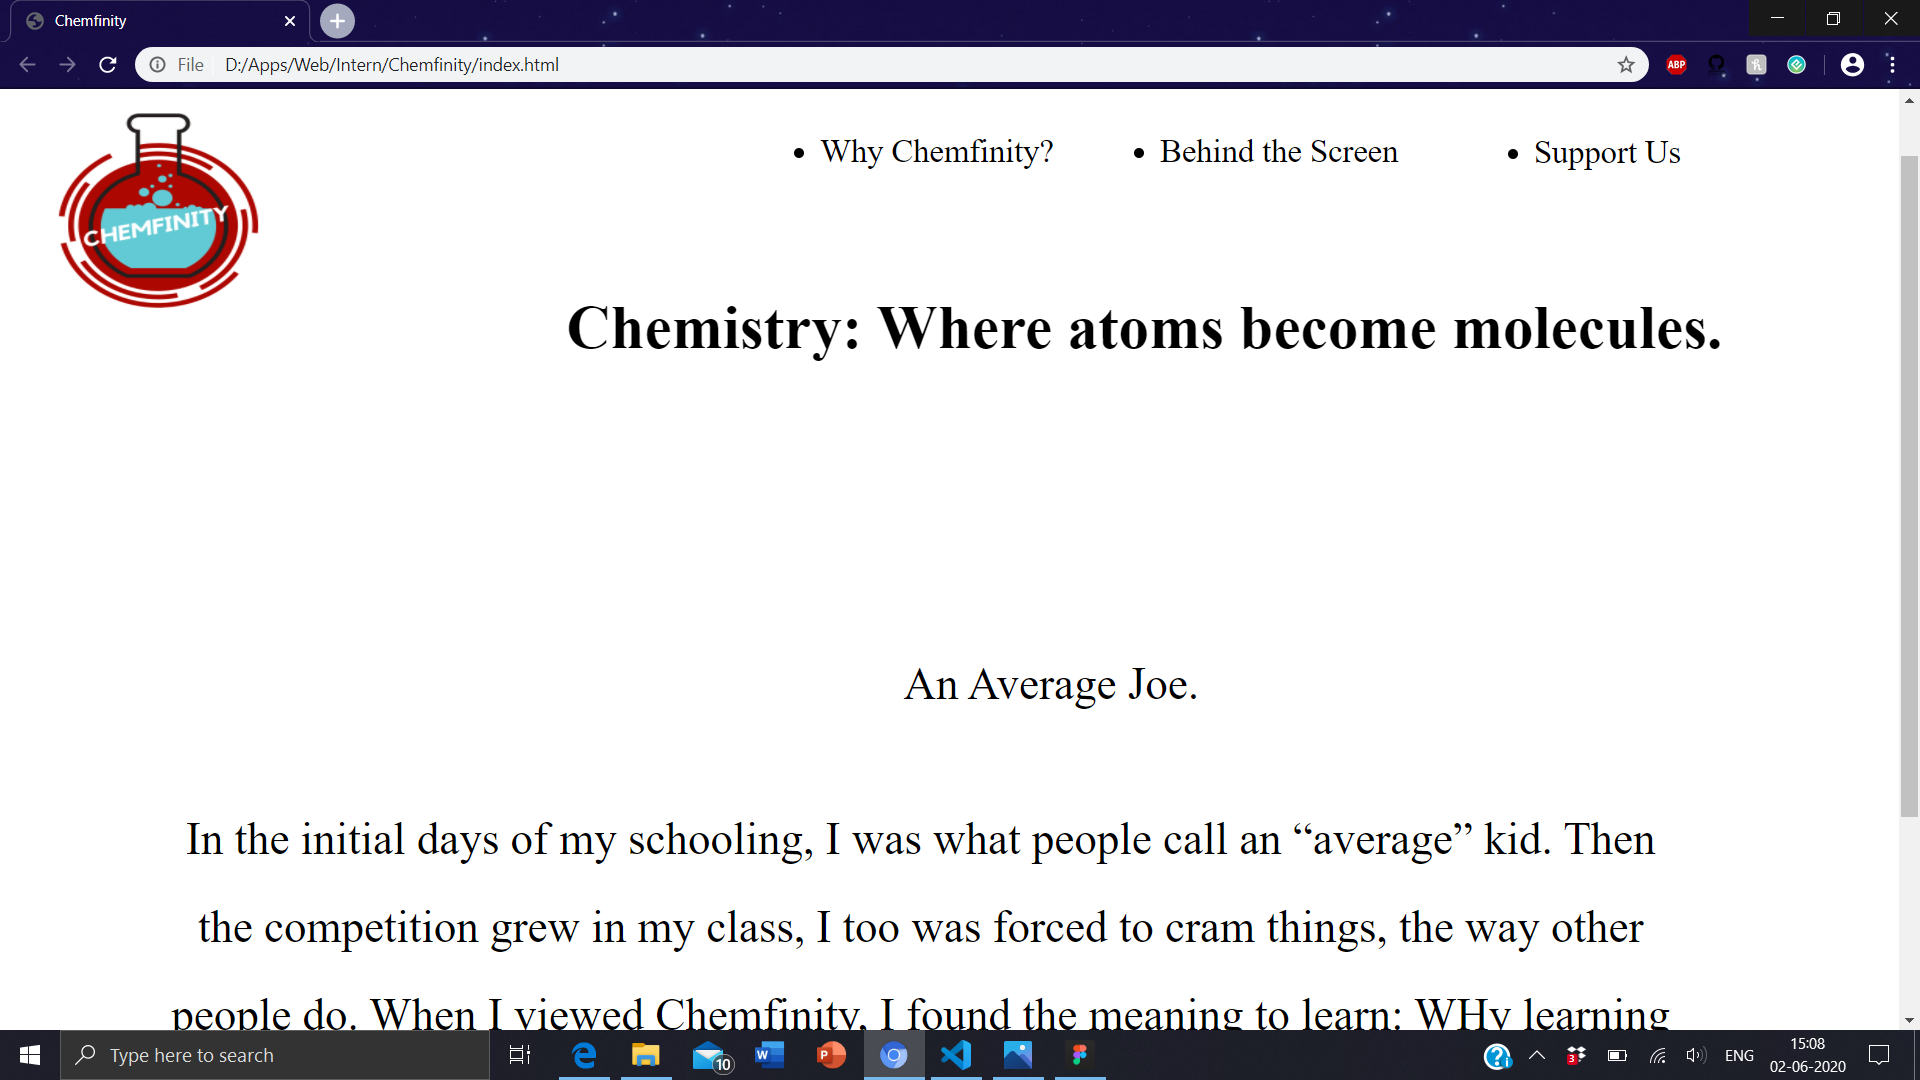 Chemfinity
File D:/Apps/Web/Intern/Chemfinity/index.html
ABP
CHEMFINITY
Why Chemfinity?
Behind the Screen
Support Us
Chemistry: Where atoms become molecules.
An Average Joe.
In the initial days of my schooling, I was what people call an “average” kid. Then
the competition grew in my class, I too was forced to cram things, the way other
people do. When I viewed Chemfinity, I found the meaning to learn: WHy learning
Type here to search
10
W
P
3
ENG
15:08
02-06-2020